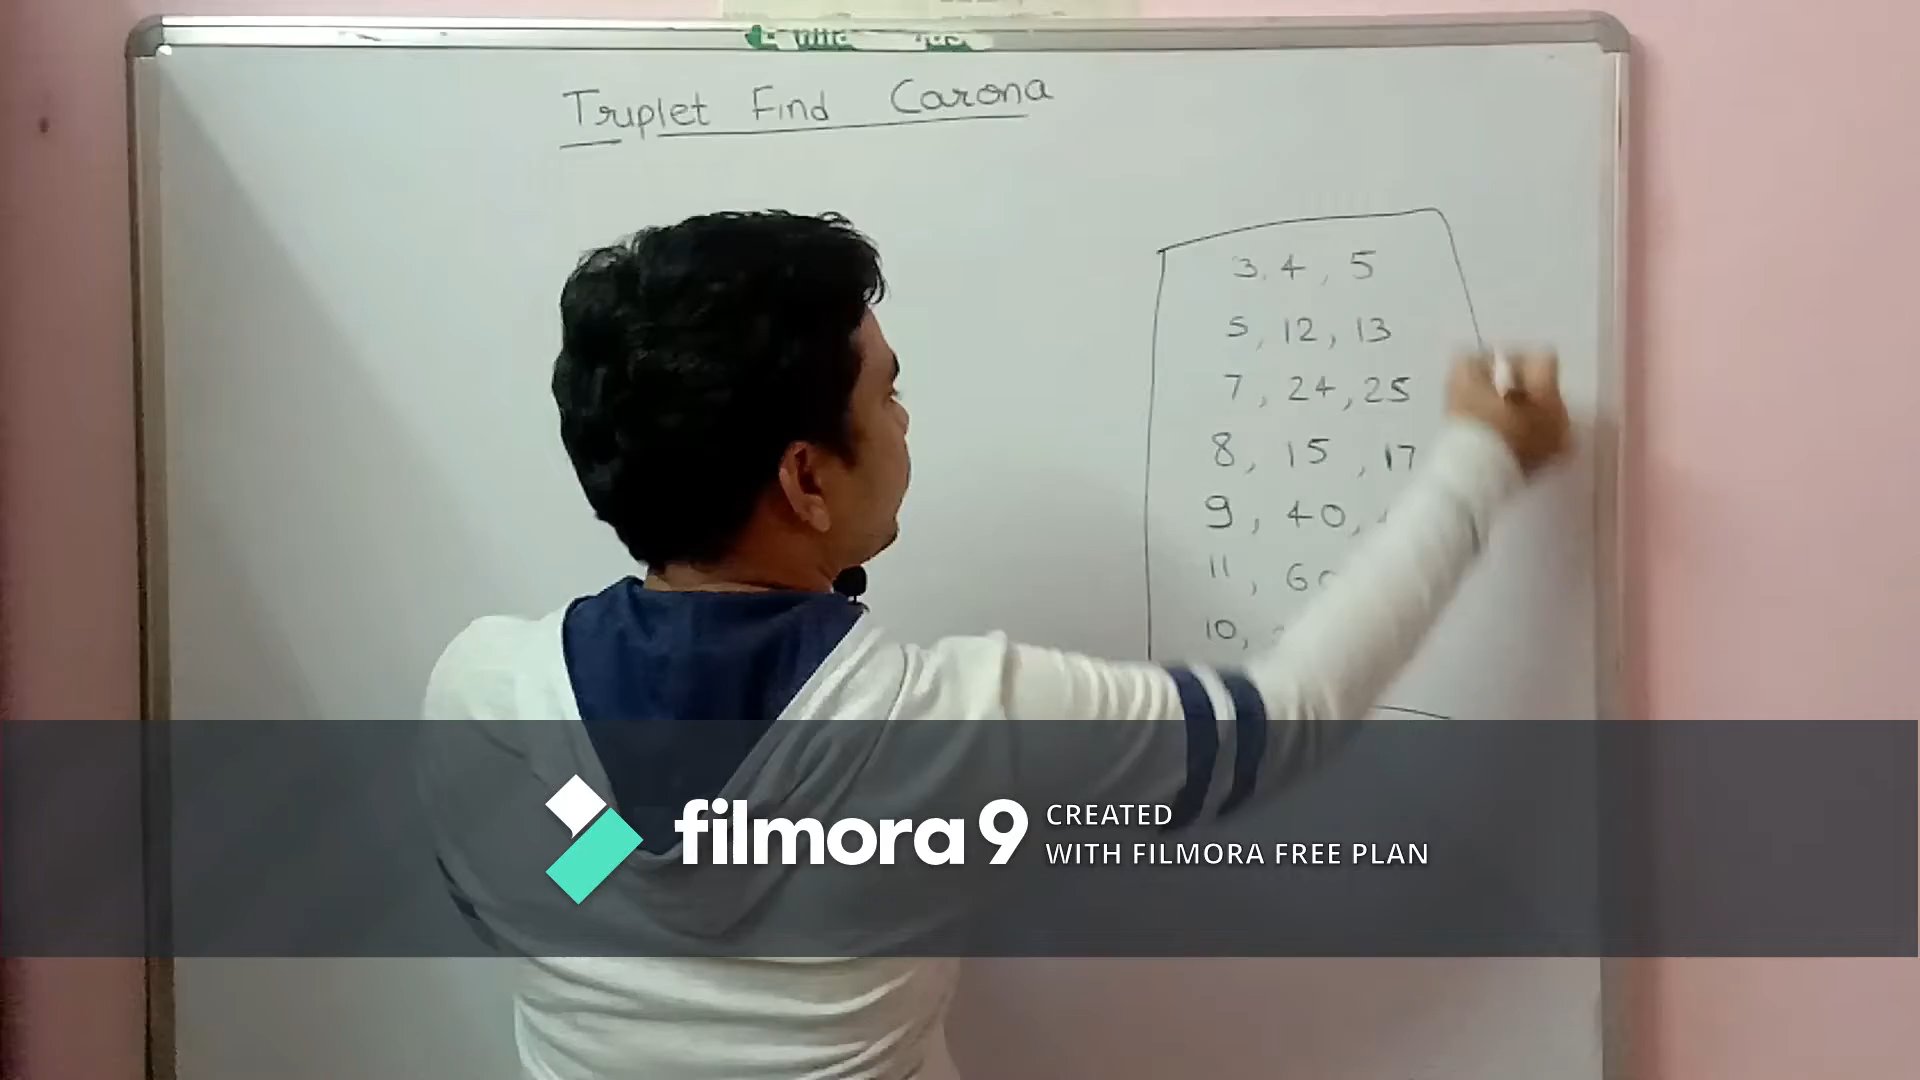 Triplet Find Carona
3, 4, 5
5, 12, 13
7, 24, 25
8, 15, 17
9, 40,
11, 60
10,
filmora 9
CREATED
WITH FILMORA FREE PLAN